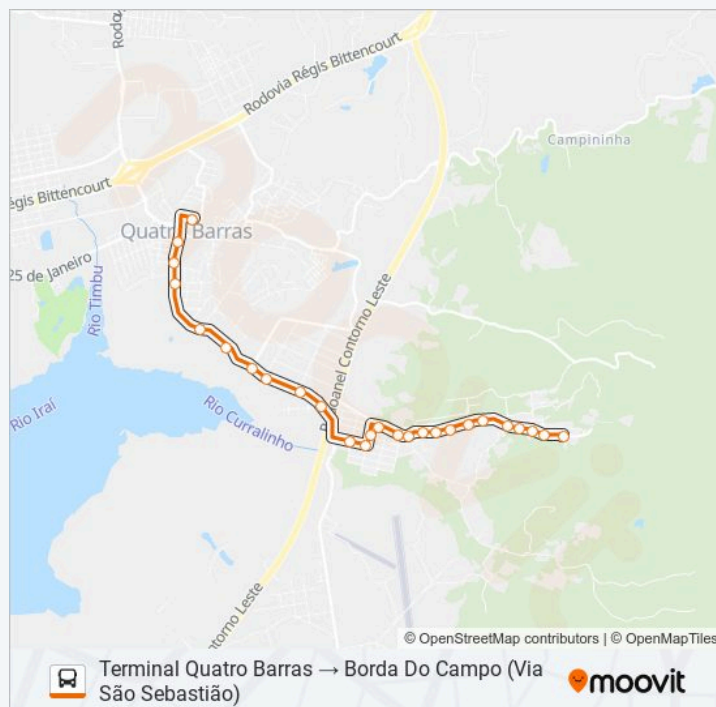 Rodo
Rodovia Régis Bittencourt
Campininha
égis Bittencourt
Quatro Barras
25 de Janeiro
Rio Timbu
Rodoanel Contorno Leste
Rio Iraí
Rio Curralinho
ontorno Leste
© OpenStreetMap contributors | © OpenMapTiles
Terminal Quatro Barras → Borda Do Campo (Via
São Sebastião)
moovit